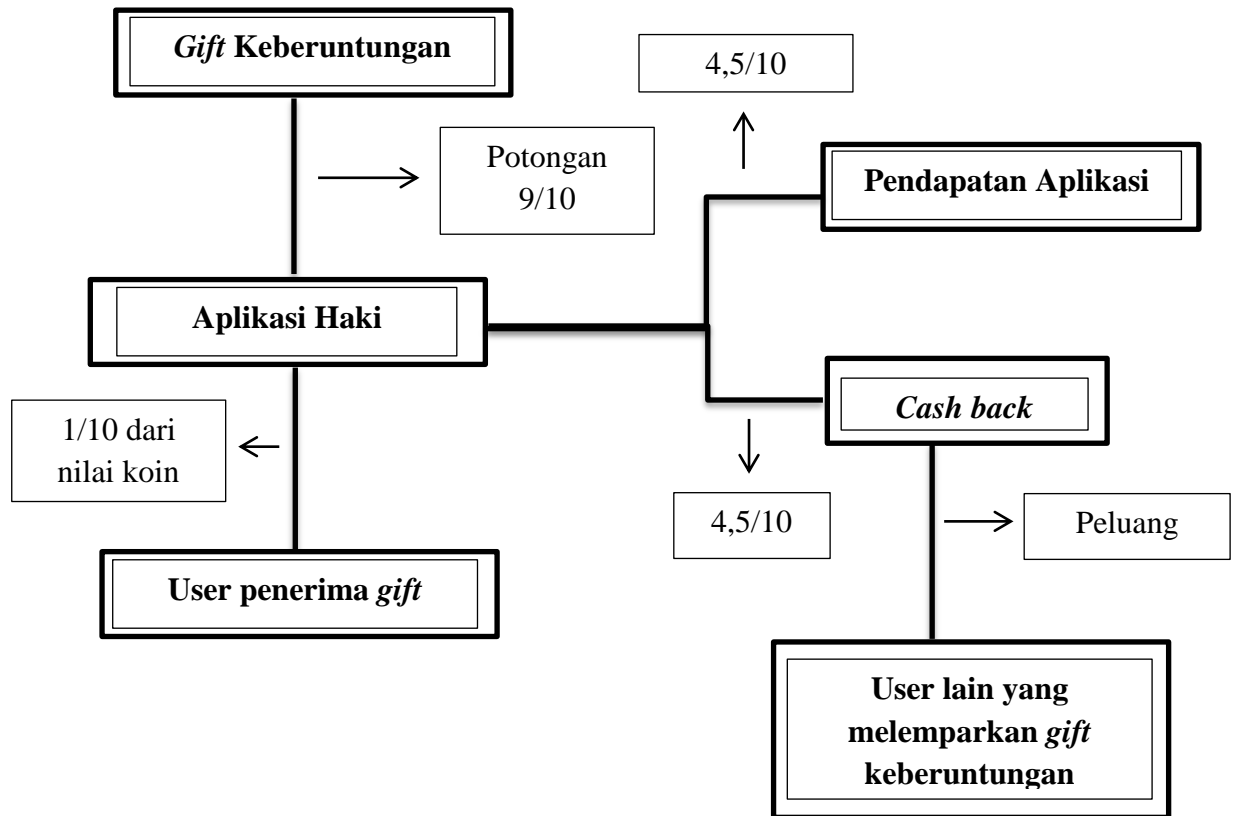 Gift Keberuntungan
4,5/10
Potongan
9/10
Pendapatan Aplikasi
Aplikasi Haki
Cash back
1/10 dari
nilai koin
4,5/10
Peluang
User penerima gift
User lain yang
melemparkan gift
keberuntungan